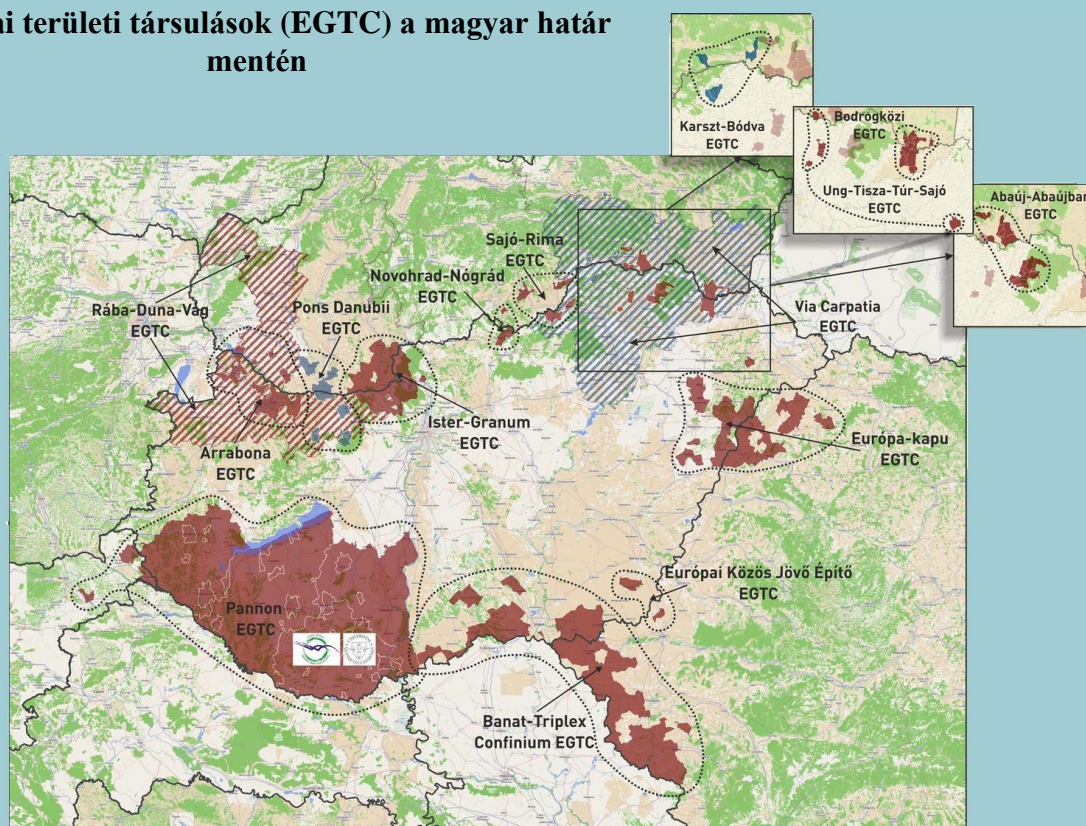 ai területi társulások (EGTC) a magyar határ
mentén
Karszt-Bódva
EGTC
Bodrogközi
EGTC
Ung-Tisza-Túr-Sajó
EGTC
Abaúj-Abaújban
EGTC
Sajó-Rima
EGTC
Novohrad-Nógrád
EGTC
Rába-Duna-Vág
EGTC
Pons Danubii
EGTC
Via Carpatia
EGTC
Ister-Granum
EGTC
Arrabona
EGTC
Európa-kapu
EGTC
Európai Közös Jövő Építő
EGTC
Pannon
EGTC
Banat-Triplex
Confinium EGTC